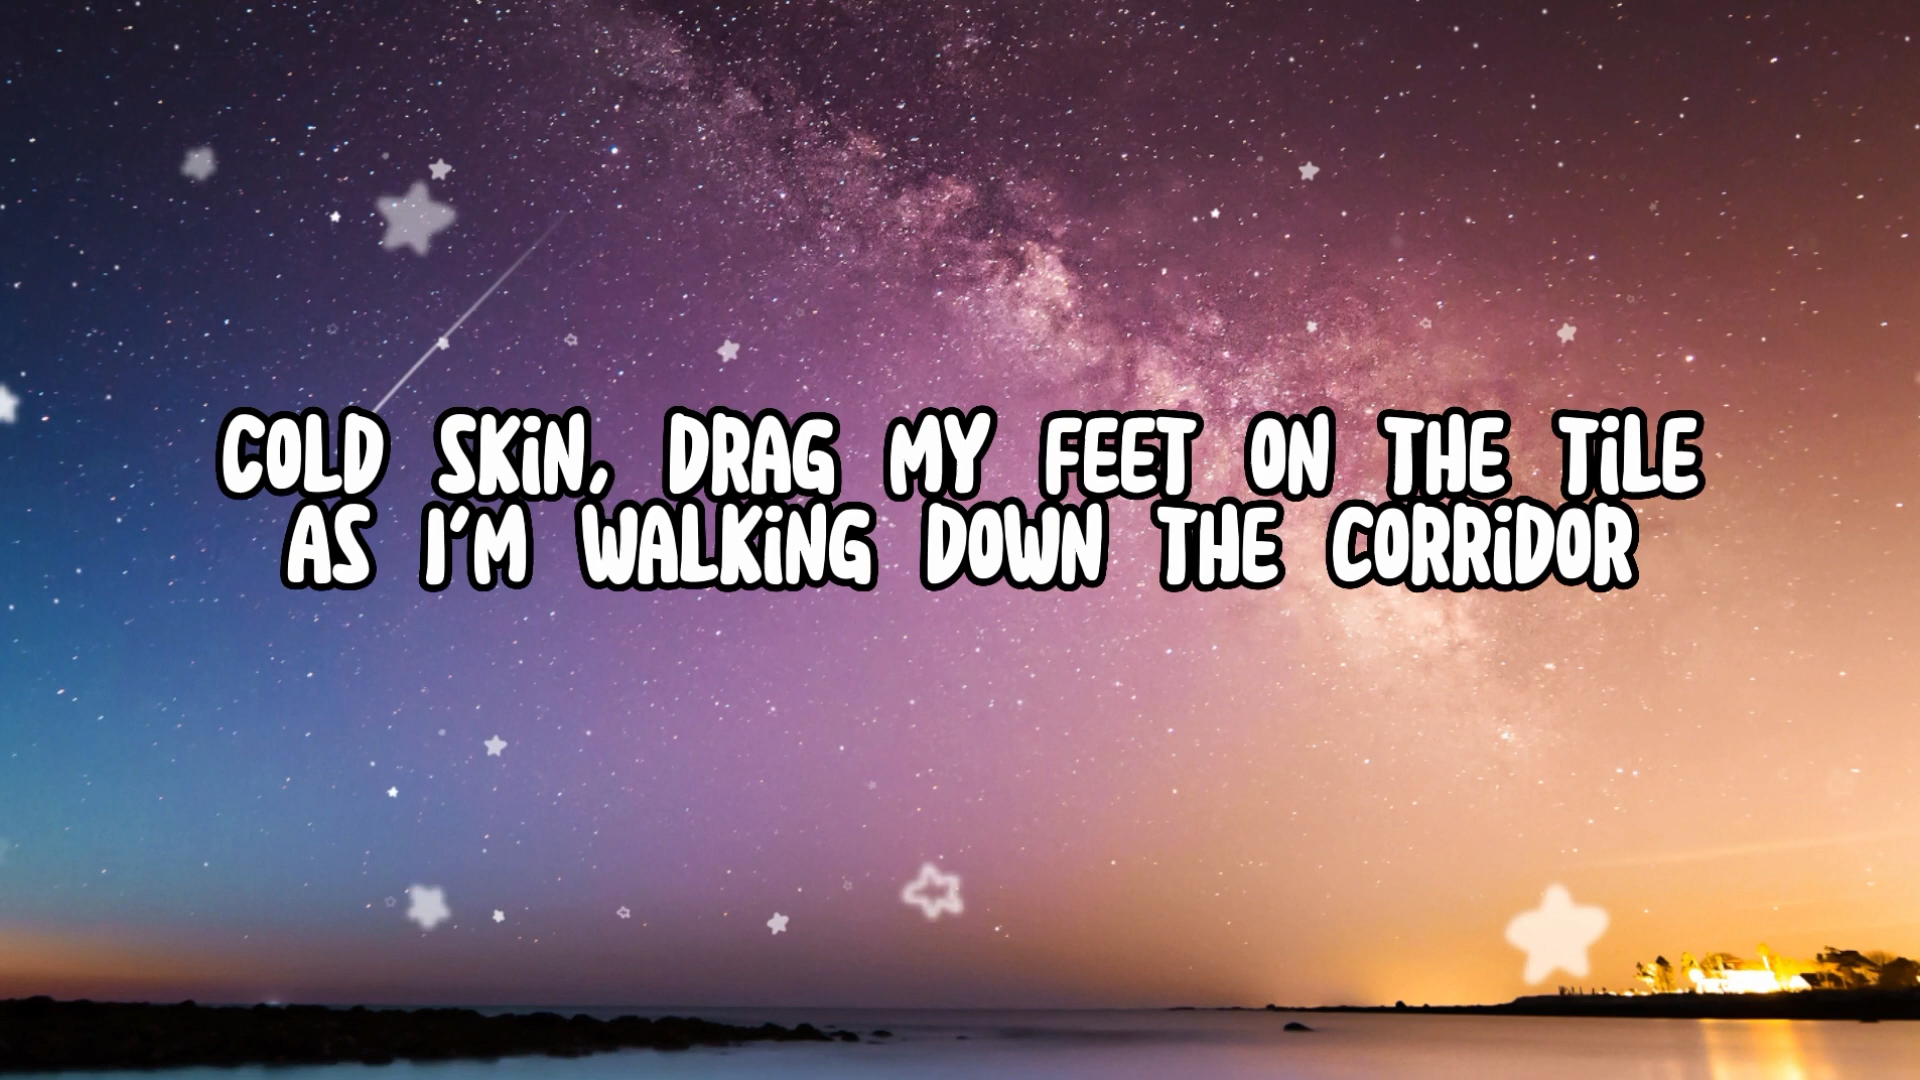 COLD SKiN, DRAG MY FEET ON THE TiLE
AS I'M WALKiNG DOWN THE CORRiDOR